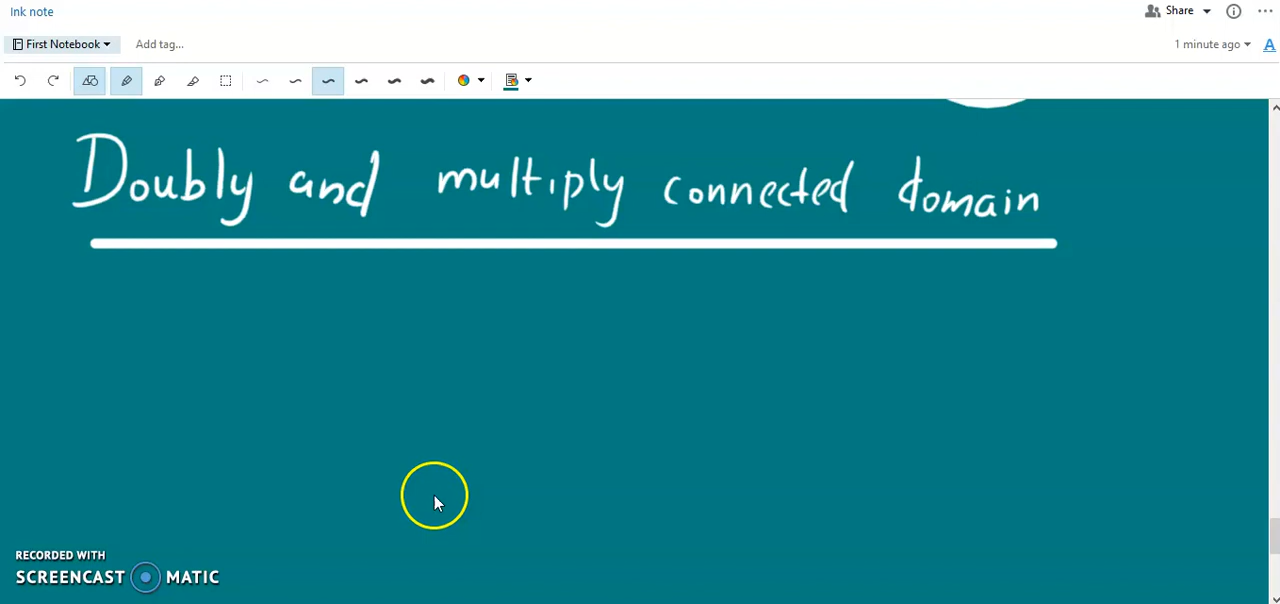 Ink note
Share
First Notebook
Add tag...
1 minute ago
A
Doubly and multiply connected domain
RECORDED WITH
SCREENCAST MATIC